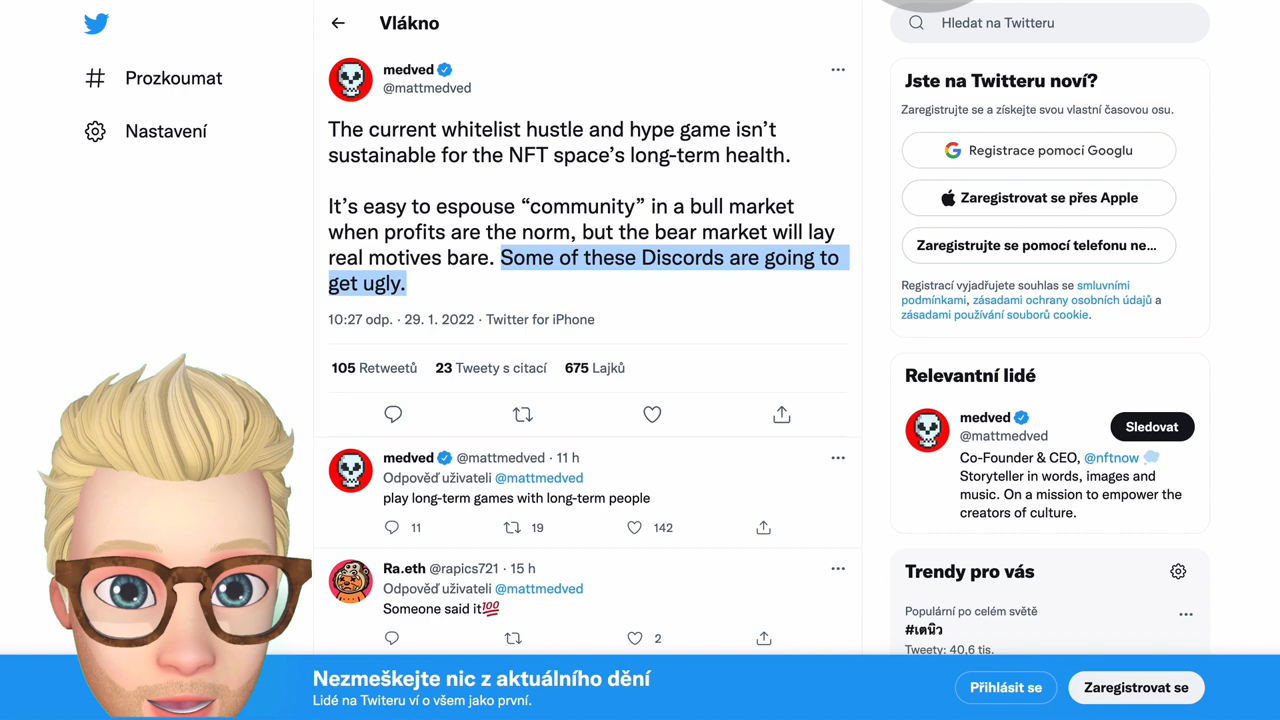 Prozkoumat
Nastavení
Vlákno
medved
@mattmedved
The current whitelist hustle and hype game isn’t
sustainable for the NFT space’s long-term health.
It’s easy to espouse “community” in a bull market
when profits are the norm, but the bear market will lay
real motives bare. Some of these Discords are going to
get ugly.
10:27 odp. · 29. 1. 2022 · Twitter for iPhone
105 Retweetů 23 Tweety s citací 675 Lajků
medved @mattmedved · 11 h
Odpověď uživateli @mattmedved
play long-term games with long-term people
11 19 142
Ra.eth @rapics721 · 15 h
Odpověď uživateli @mattmedved
Someone said it💯
2
Hledat na Twitteru
Jste na Twitteru noví?
Zaregistrujte se a získejte svou vlastní časovou osu.
Registrace pomocí Googlu
Zaregistrovat se přes Apple
Zaregistrujte se pomocí telefonu ne...
Registrací vyjadřujete souhlas se smluvními
podmínkami, zásadami ochrany osobních údajů a
zásadami používání souborů cookie.
Relevantní lidé
medved
@mattmedved
Sledovat
Co-Founder & CEO, @nftnow
Storyteller in words, images and
music. On a mission to empower the
creators of culture.
Trendy pro vás
Populární po celém světě
#เตนิว
Tweety: 40,6 tis.
Nezmeškejte nic z aktuálního dění
Lidé na Twiteru ví o všem jako první.
Přihlásit se
Zaregistrovat se